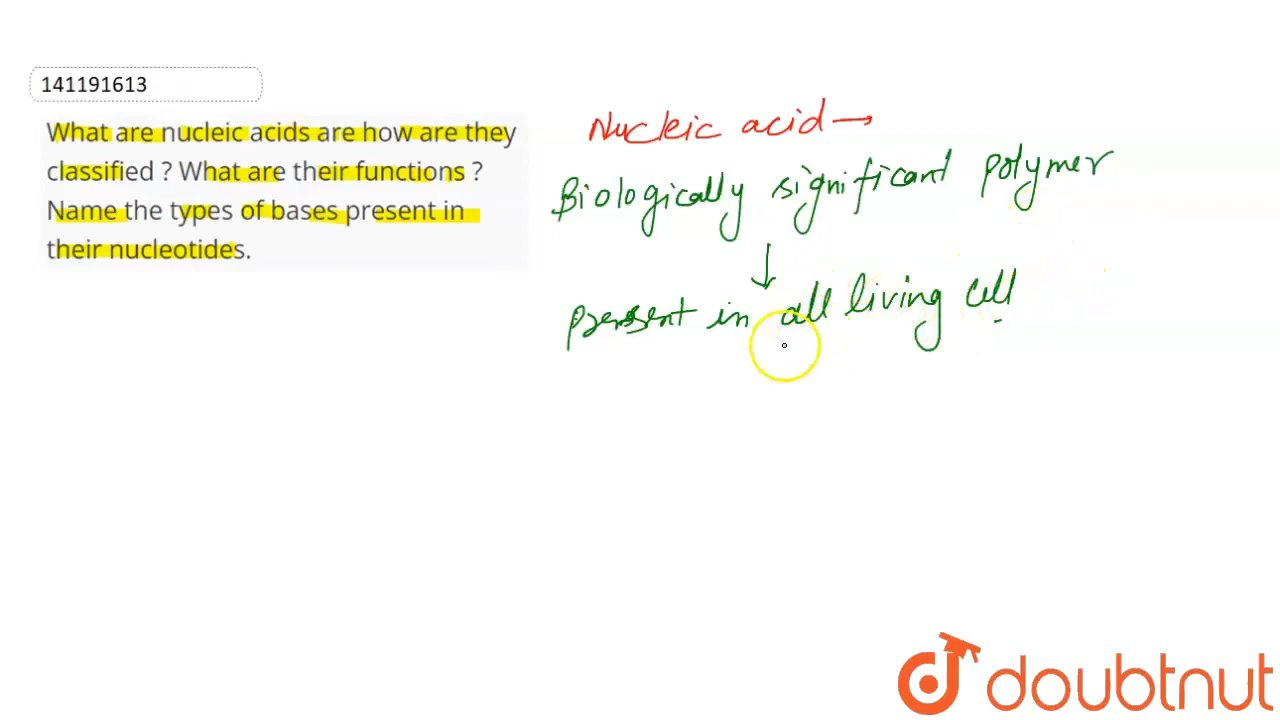 141191613
What are nucleic acids are how are they
classified ? What are their functions ?
Name the types of bases present in
their nucleotides.
Nucleic acid →
Biologically significant polymer
↓
present in all living cell
doubtnut